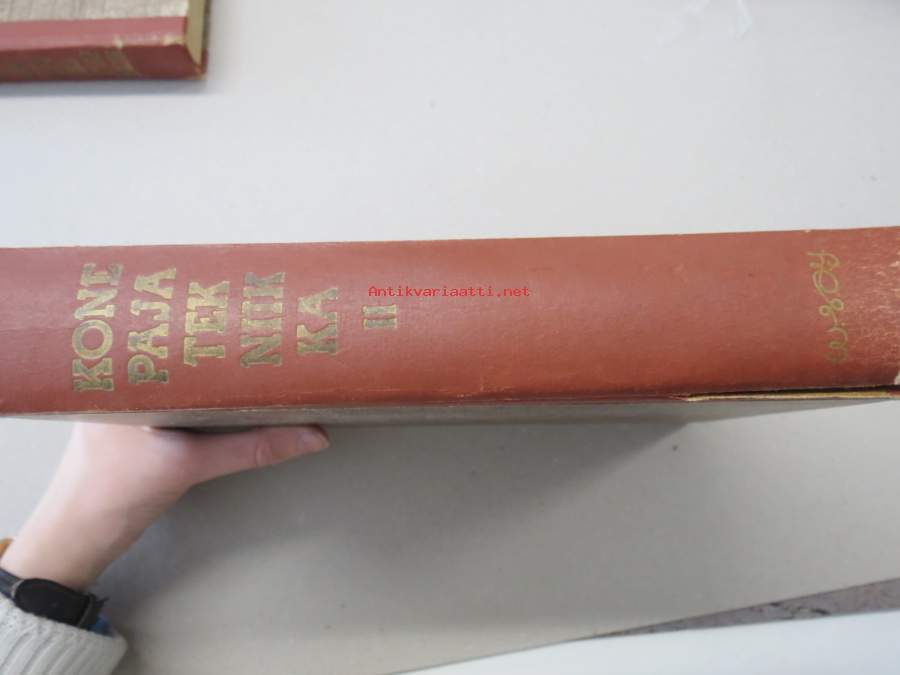 KONE
PAJA
TEK
NIIK
KA
II
Antikvariaatti.net